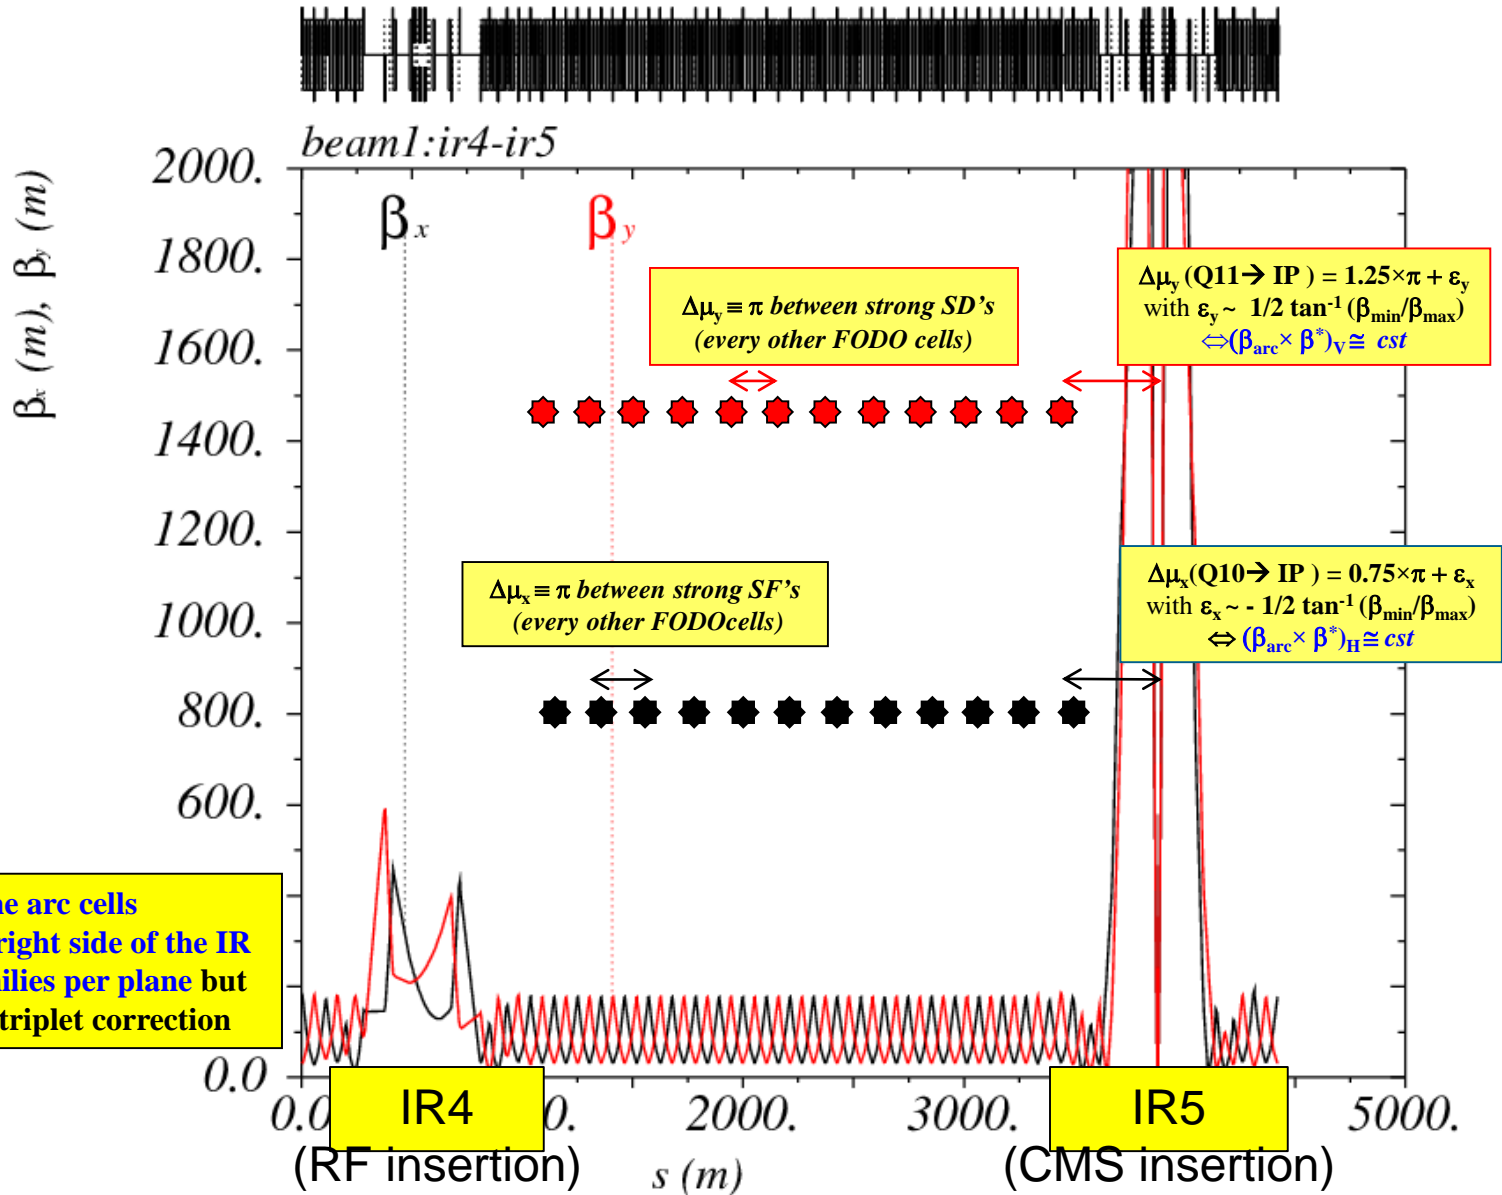 beam1:ir4-ir5
βx (m), βy (m)
2000.
1800.
1600.
1400.
1200.
1000.
800.
600.
0.0
βx
βy
Δμy ≡ π between strong SD's
(every other FODO cells)
Δμy (Q11→ IP ) = 1.25×π + εy
with εy ~ 1/2 tan-1 (βmin/βmax)
⇔(βarc× β*)V≅ cst
Δμx ≡ π between strong SF's
(every other FODOcells)
Δμx(Q10→ IP ) = 0.75×π + εx
with εx ~ - 1/2 tan-1 (βmin/βmax)
⇔ (βarc× β*)H≅ cst
arc cells
right side of the IR
per plane but
triplet correction
0.0
2000.
3000.
5000.
IR4
(RF insertion)
IR5
(CMS insertion)
s (m)